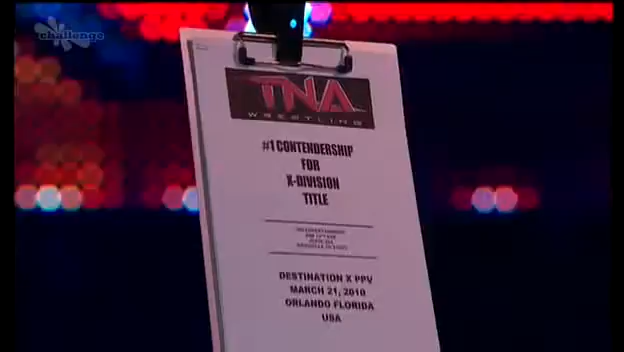 challenge
TNA
WRESTLING
#1 CONTENDERSHIP
FOR
X-DIVISION
TITLE
DESTINATION X PPV
MARCH 21, 2010
ORLANDO FLORIDA
USA